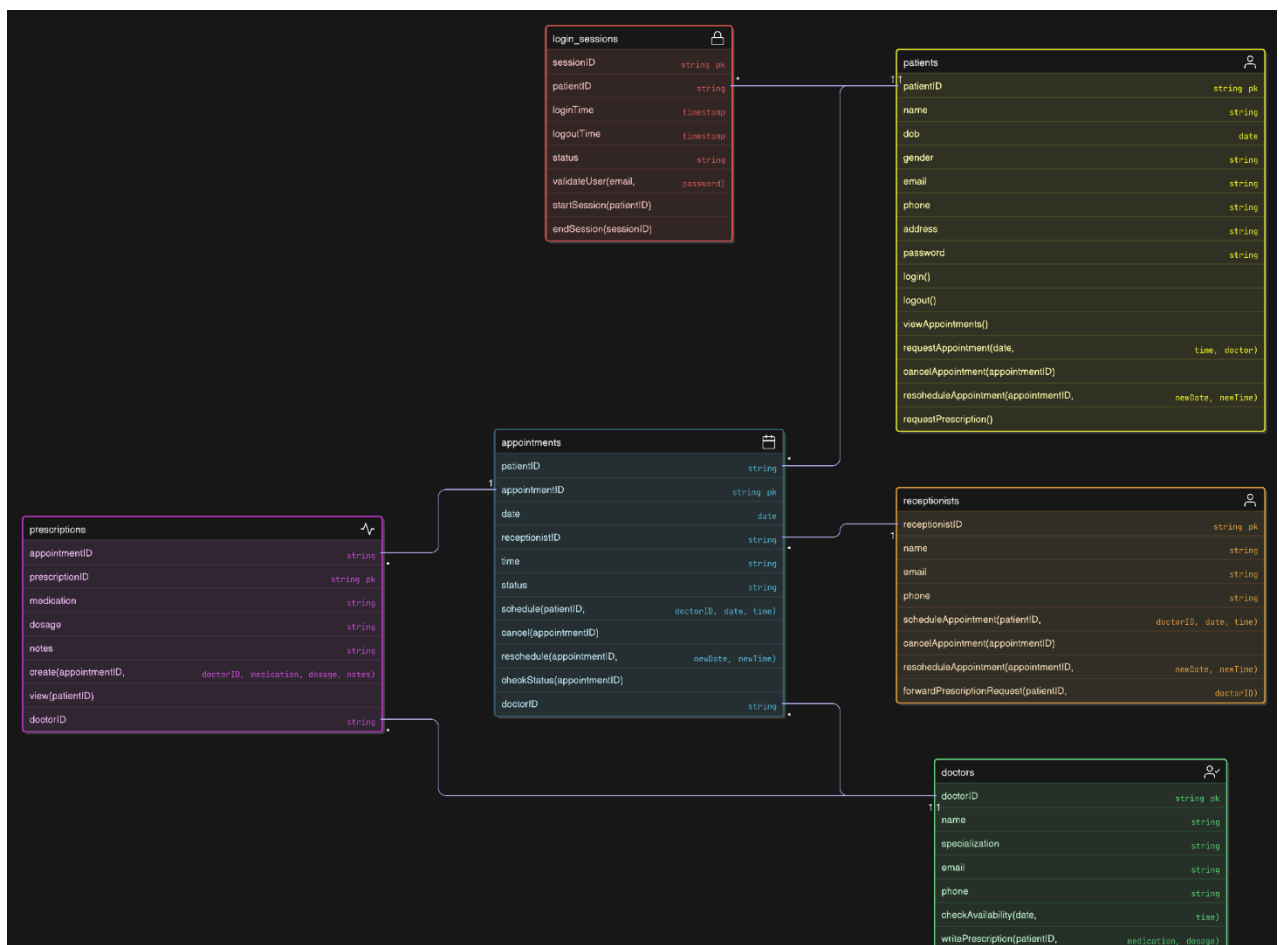 login_sessions
sessionID string pk
patientID string
loginTime timestamp
logoutTime timestamp
status string
validateUser(email, password)
startSession(patientID)
endSession(sessionID)
*
1 1
patients
patientID string pk
name string
dob date
gender string
email string
phone string
address string
password string
login()
logout()
viewAppointments()
requestAppointment(date, time, doctor)
cancelAppointment(appointmentID)
rescheduleAppointment(appointmentID, newDate, newTime)
requestPrescription()
appointments
patientID string
appointmentID string pk
date date
receptionistID string
time string
status string
schedule(patientID, doctorID, date, time)
cancel(appointmentID)
reschedule(appointmentID, newDate, newTime)
checkStatus(appointmentID)
doctorID string
*
1
*
*
receptionists
receptionistID string pk
name string
email string
phone string
scheduleAppointment(patientID, doctorID, date, time)
cancelAppointment(appointmentID)
rescheduleAppointment(appointmentID, newDate, newTime)
forwardPrescriptionRequest(patientID, doctorID)
1
prescriptions
appointmentID string
prescriptionID string pk
medication string
dosage string
notes string
create(appointmentID, doctorID, medication, dosage, notes)
view(patientID)
doctorID string
*
*
doctors
doctorID string pk
name string
specialization string
email string
phone string
checkAvailability(date, time)
writePrescription(patientID, medication, dosage)
1 1